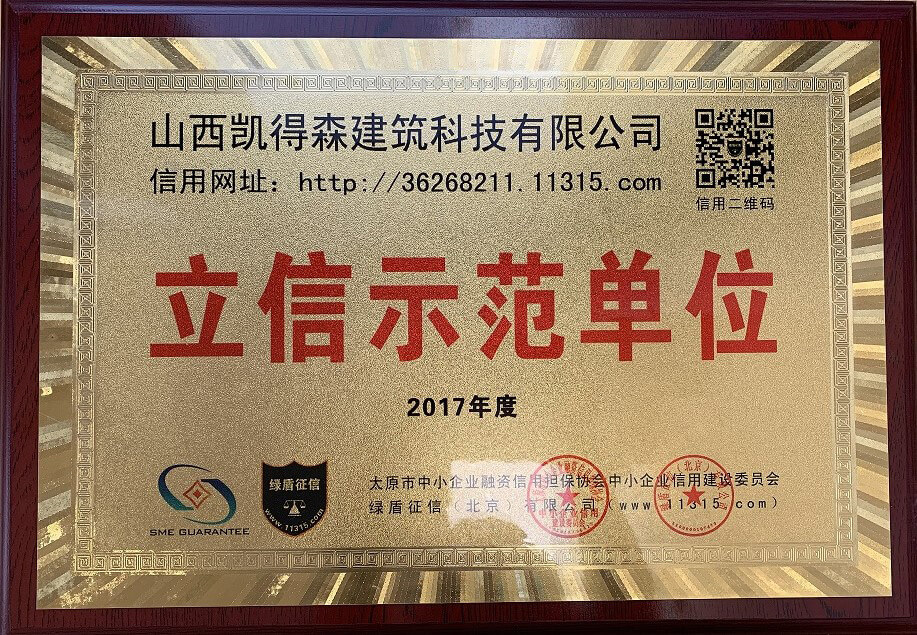 山西凯得森建筑科技有限公司
信用网址：http://36268211.11315.com
信用二维码
立信示范单位
2017年度
SME GUARANTEE
绿盾征信
www.11315.com
太原市中小企业融资信用担保协会中小企业信用建设委员会
绿盾征信（北京）有限公司（www.11315.com）